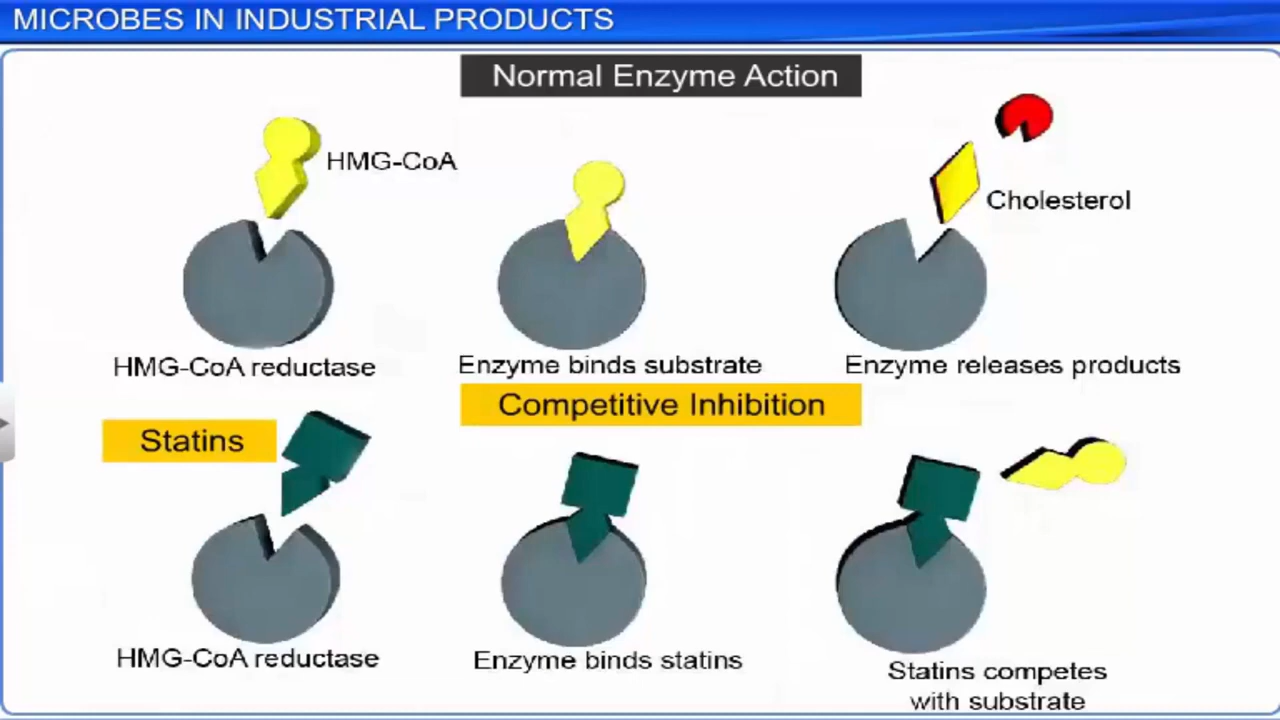 MICROBES IN INDUSTRIAL PRODUCTS
Normal Enzyme Action
HMG-CoA
Cholesterol
HMG-CoA reductase
Enzyme binds substrate
Enzyme releases products
Competitive Inhibition
Statins
HMG-CoA reductase
Enzyme binds statins
Statins competes
with substrate